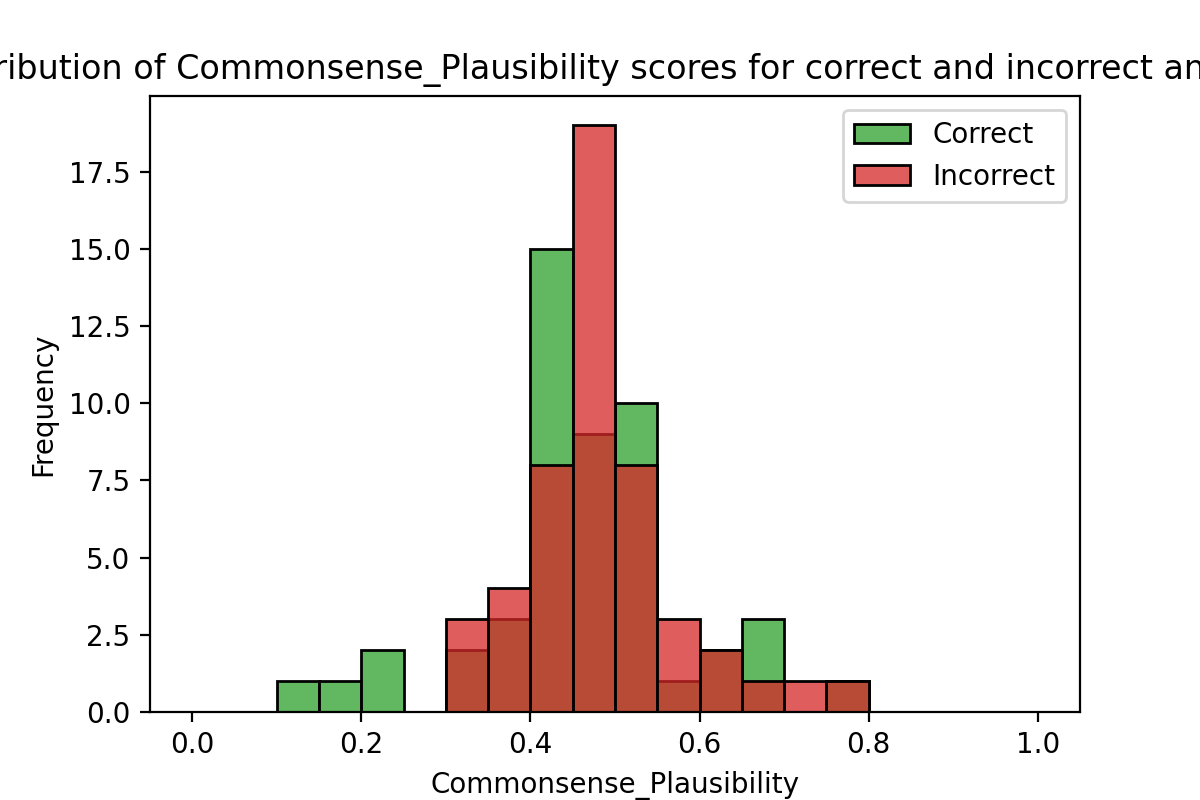 ribution of Commonsense_Plausibility scores for correct and incorrect an
Correct
Incorrect
17.5
15.0
12.5
10.0
7.5
5.0
2.5
0.0
Frequency
0.0 0.2 0.4 0.6 0.8 1.0
Commonsense_Plausibility